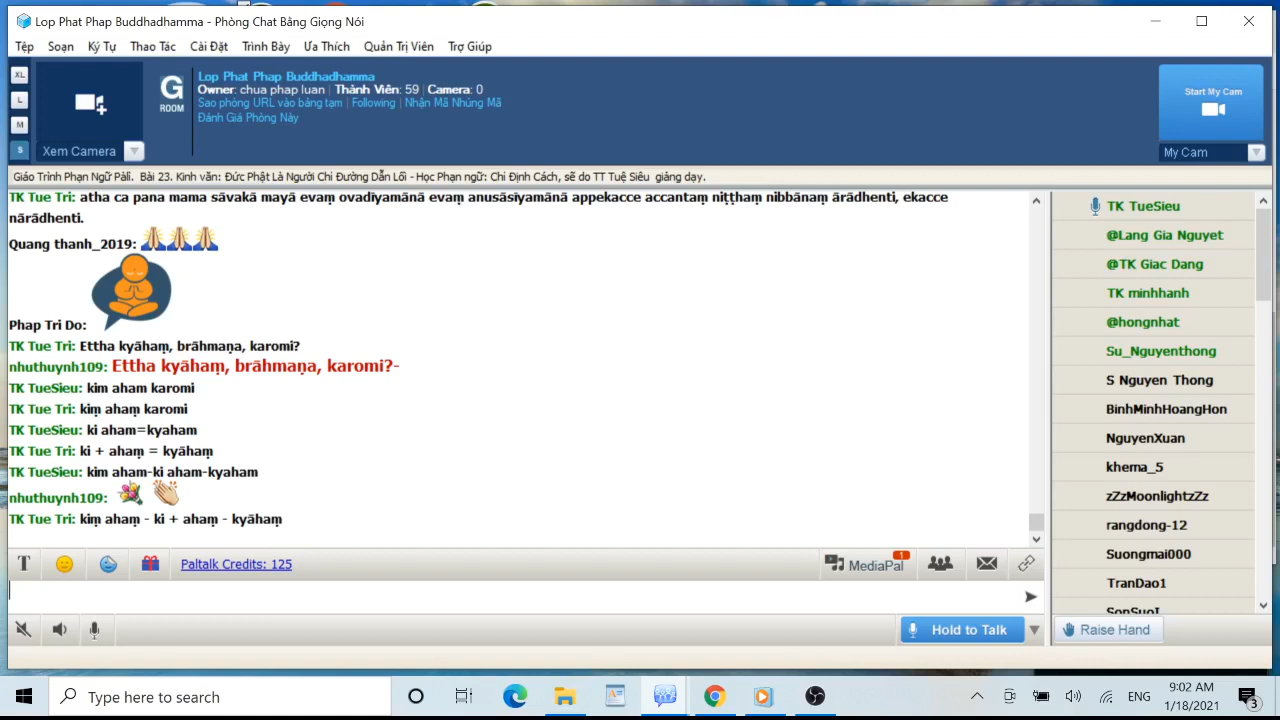 Lop Phat Phap Buddhadhamma - Phòng Chat Bằng Giọng Nói
Tệp Soạn Ký Tự Thao Tác Cài Đặt Trình Bày Ưa Thích Quản Trị Viên Trợ Giúp
XL
L
M
S
Xem Camera
G
ROOM
Lop Phat Phap Buddhadhamma
Owner: chua phap luan | Thành Viên: 59 | Camera: 0
Sao phòng URL vào bảng tạm | Following | Nhận Mã Nhúng Mã
Đánh Giá Phòng Này
Start My Cam
My Cam
Giáo Trình Phạn Ngữ Pàli. Bài 23. Kinh văn: Đức Phật Là Người Chỉ Đường Dẫn Lối - Học Phạn ngữ: Chỉ Định Cách, sẽ do TT Tuệ Siêu giảng dạy.
TK Tue Tri: atha ca pana mama sāvakā mayā evaṃ ovadīyamānā evaṃ anusāsīyamānā appekacce accantaṃ niṭṭhaṃ nibbānaṃ ārādhenti, ekacce
nārādhenti.
Quang thanh_2019:
Phap Tri Do:
TK Tue Tri: Ettha kyāhaṃ, brāhmaṇa, karomi?
nhuthuynh109: Ettha kyāhaṃ, brāhmaṇa, karomi?-
TK TueSieu: kim aham karomi
TK Tue Tri: kiṃ ahaṃ karomi
TK TueSieu: ki aham=kyaham
TK Tue Tri: ki + ahaṃ = kyāhaṃ
TK TueSieu: kim aham-ki aham-kyaham
nhuthuynh109:
TK Tue Tri: kiṃ ahaṃ - ki + ahaṃ - kyāhaṃ
TK TueSieu
@Lang Gia Nguyet
@TK Giac Dang
TK minhhanh
@hongnhat
Su_Nguyenthong
S Nguyen Thong
BinhMinhHoangHon
NguyenXuan
khema_5
zZzMoonlightzZz
rangdong-12
Suongmai000
TranDao1
SonSuoI
T
Paltalk Credits: 125
MediaPal
1
Hold to Talk
Raise Hand
Type here to search
ENG
9:02 AM
1/18/2021
3